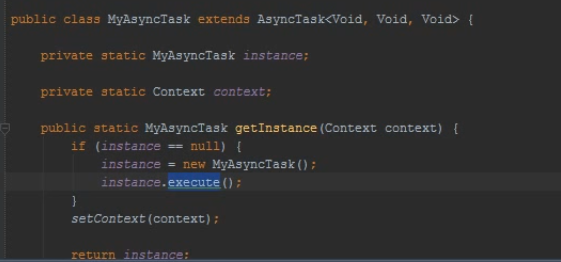 public class MyAsyncTask extends AsyncTask<Void, Void, Void> {
private static MyAsyncTask instance;
private static Context context;
public static MyAsyncTask getInstance(Context context) {
if (instance == null) {
instance = new MyAsyncTask();
instance.execute();
}
setContext(context);
return instance;